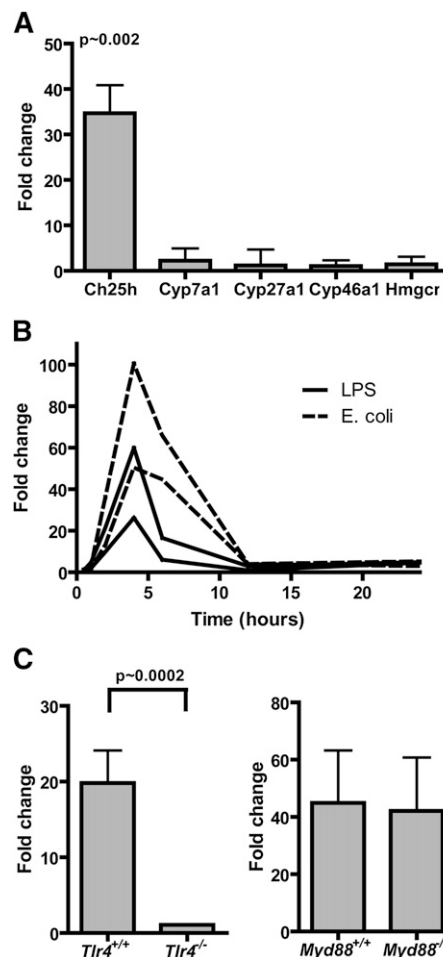 A
p~0.002
50
40
30
20
10
0
Fold change
Ch25h Cyp7a1 Cyp27a1 Cyp46a1 Hmgcr
B
100
80
60
40
20
0
Fold change
LPS
E. coli
0 5 10 15 20
Time (hours)
C
p~0.0002
30
20
10
0
Fold change
Tlr4+/+ Tlr4-/-
80
60
40
20
0
Fold change
Myd88+/+ Myd88-/